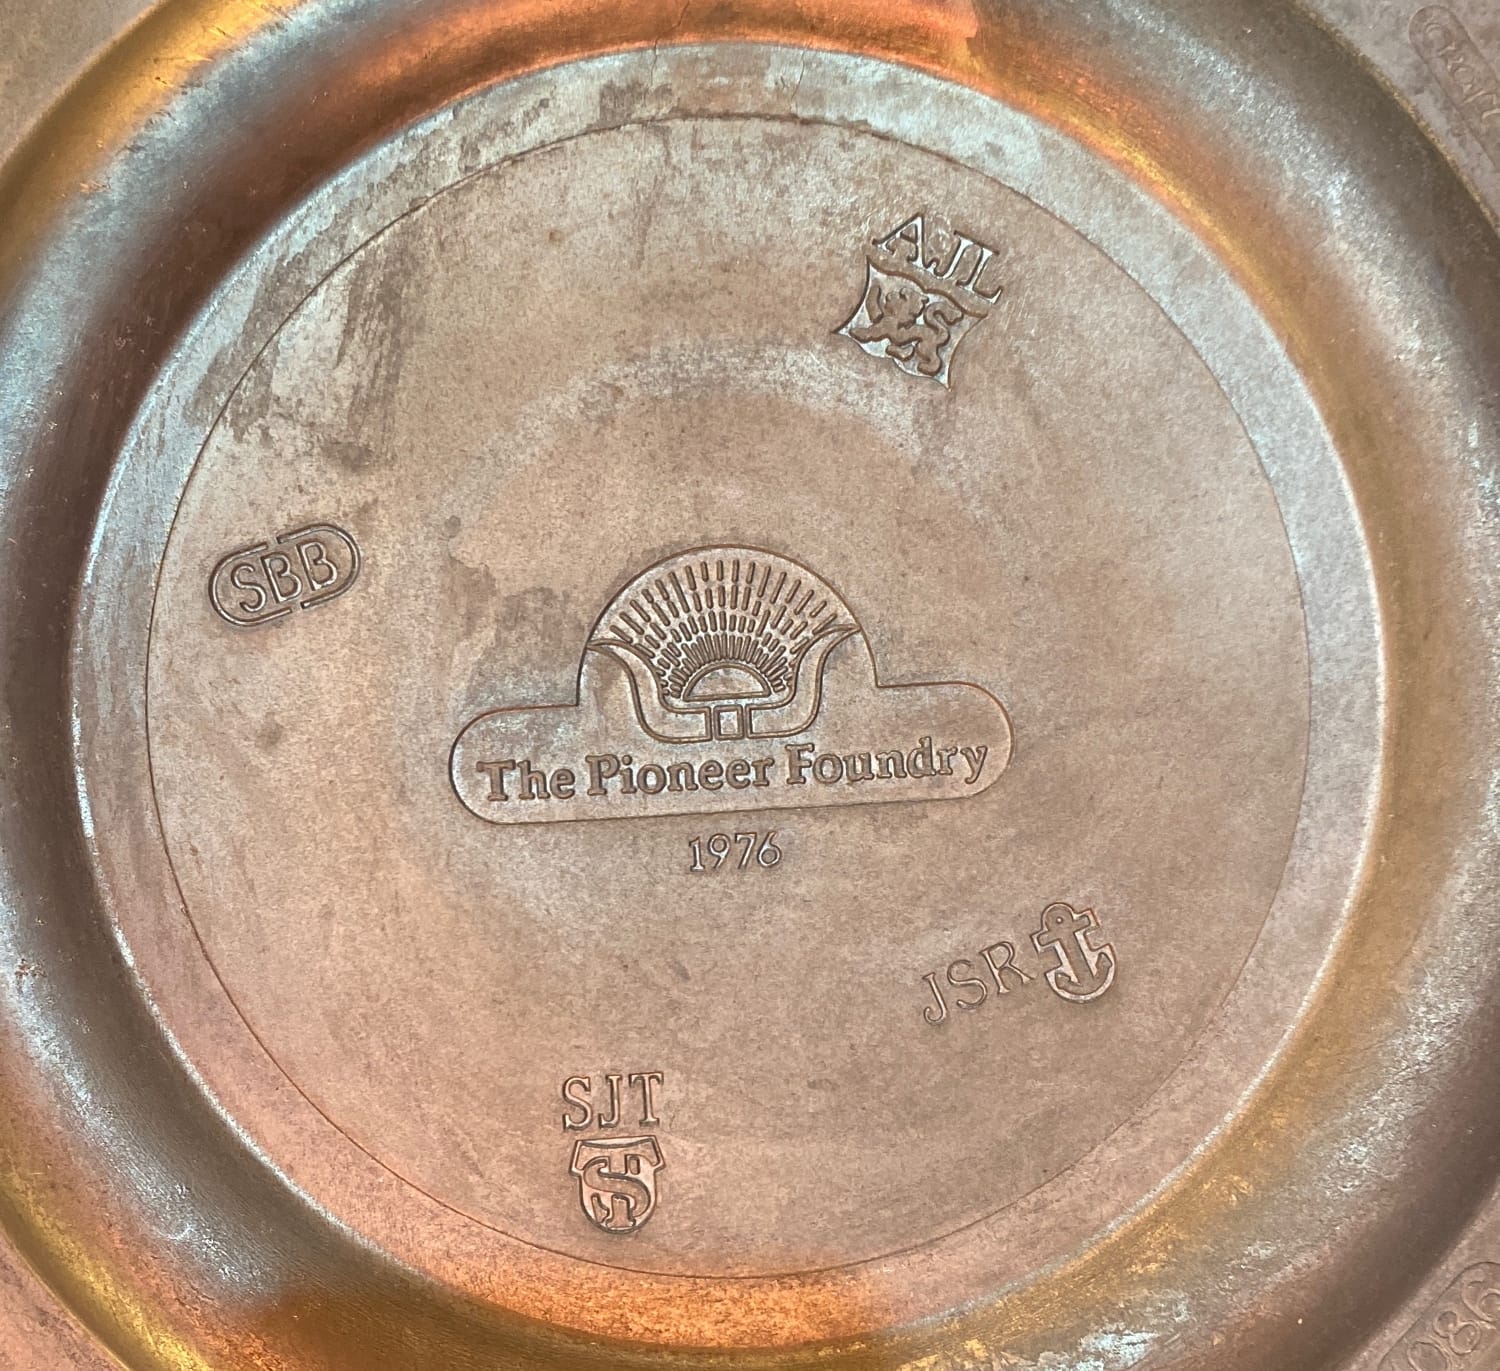 AJL
SBB
The Pioneer Foundry
1976
JSR
SJT